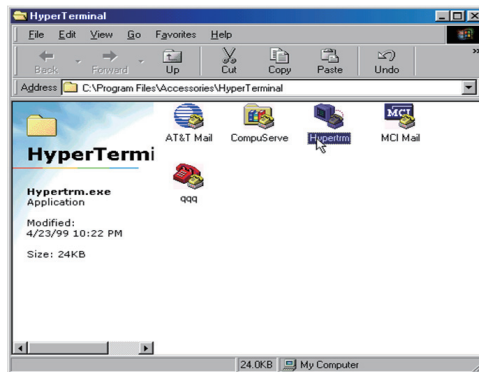 HyperTerminal
File Edit View Go Favorites Help
Back Forward Up Cut Copy Paste Undo
Address C:\Program Files\Accessories\HyperTerminal
HyperTermi
Hypertrm.exe
Application
Modified:
4/23/99 10:22 PM
Size: 24KB
AT&T Mail CompuServe Hypertrm MCI Mail
MCI
qqq
24.0KB My Computer